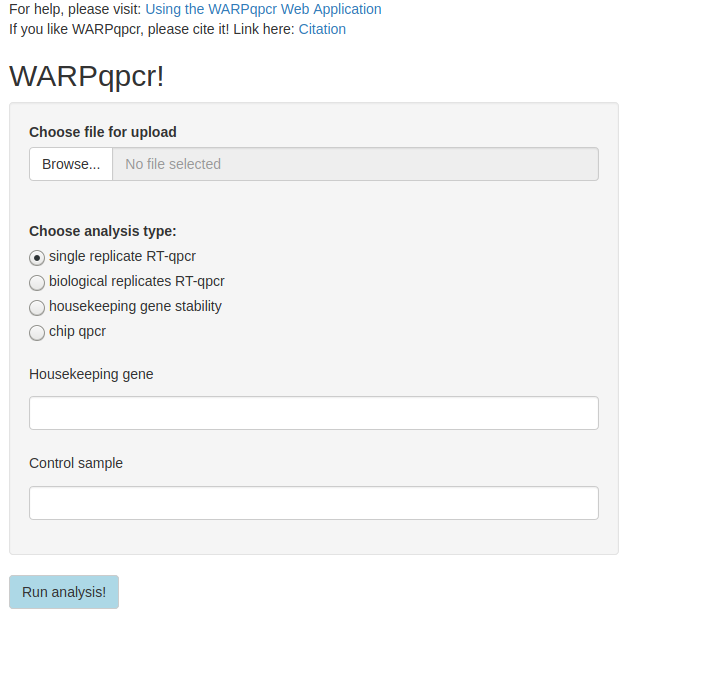 For help, please visit: Using the WARPqpcr Web Application
If you like WARPqpcr, please cite it! Link here: Citation
WARPqpcr!
Choose file for upload
Browse... No file selected
Choose analysis type:
single replicate RT-qpcr
biological replicates RT-qpcr
housekeeping gene stability
chip qpcr
Housekeeping gene
Control sample
Run analysis!